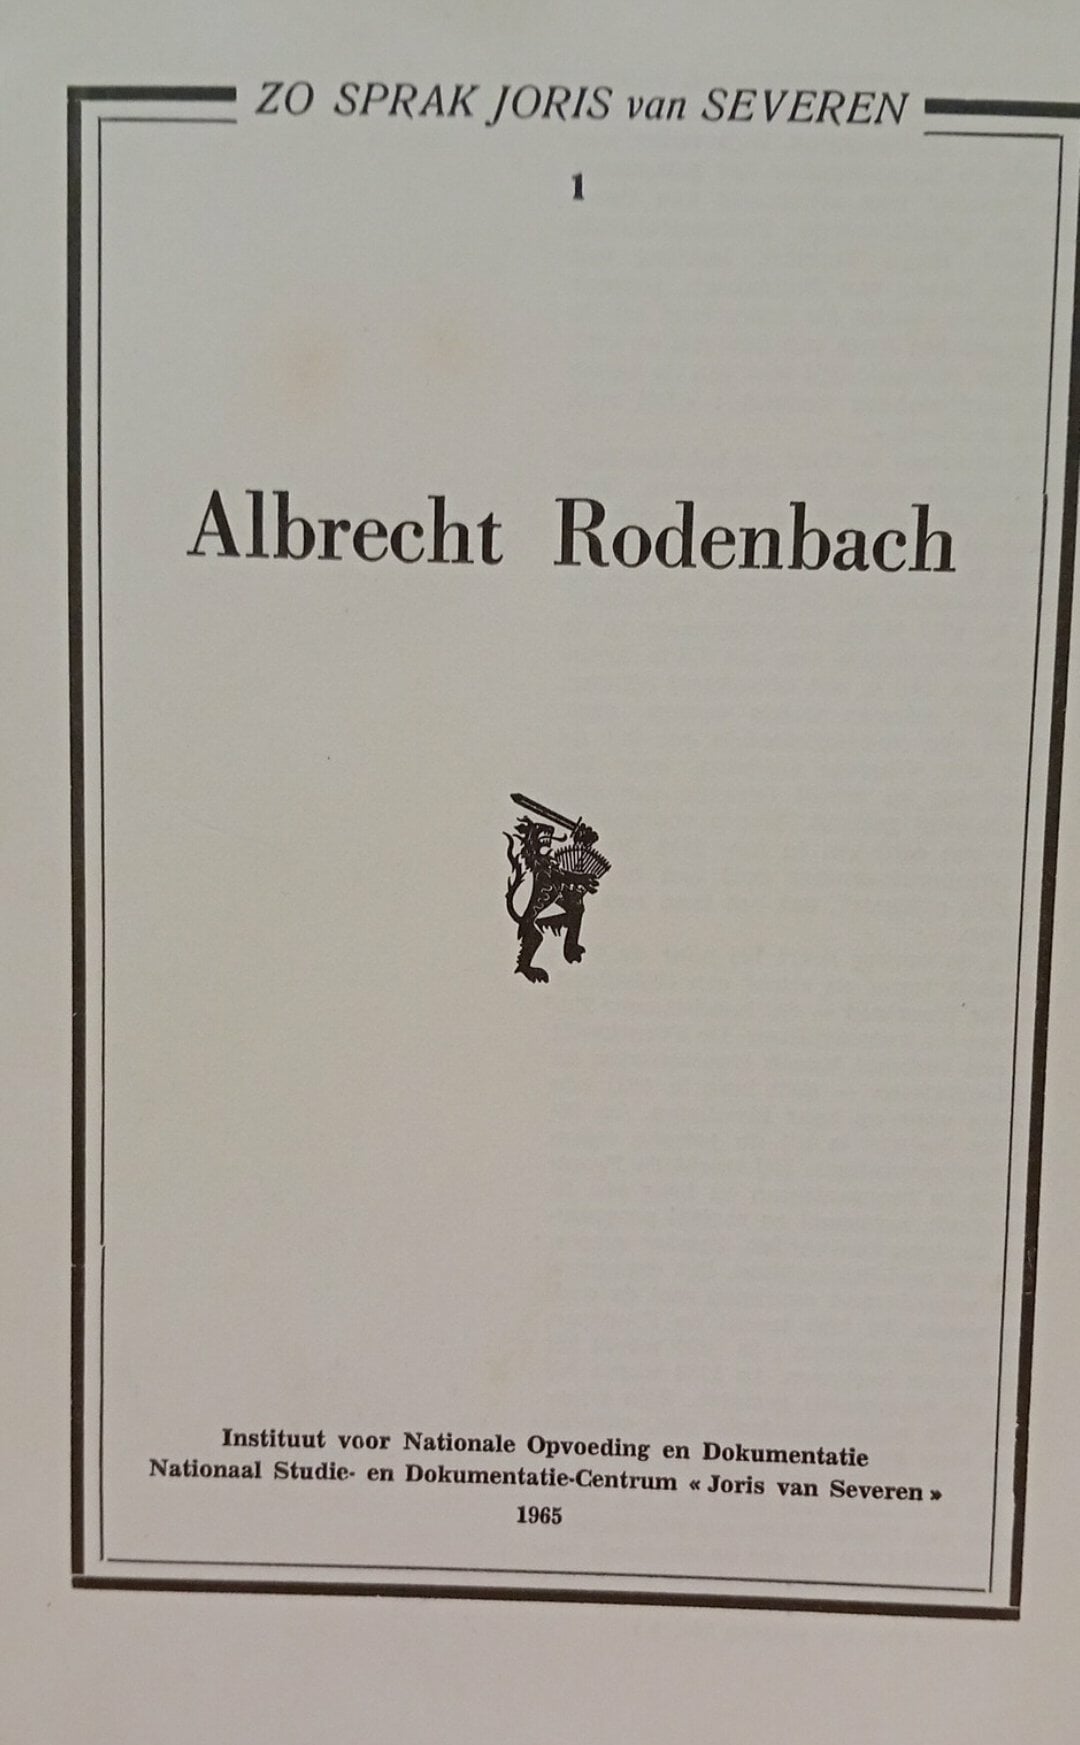 ZO SPRAK JORIS van SEVEREN
1
Albrecht Rodenbach
Instituut voor Nationale Opvoeding en Dokumentatie
Nationaal Studie- en Dokumentatie-Centrum « Joris van Severen »
1965